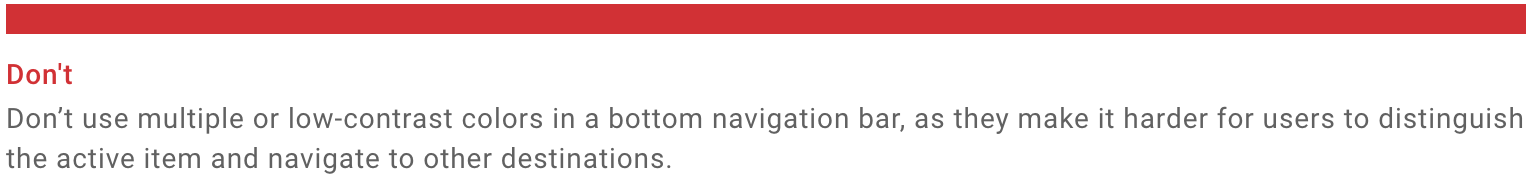 Don't
Don’t use multiple or low-contrast colors in a bottom navigation bar, as they make it harder for users to distinguish
the active item and navigate to other destinations.